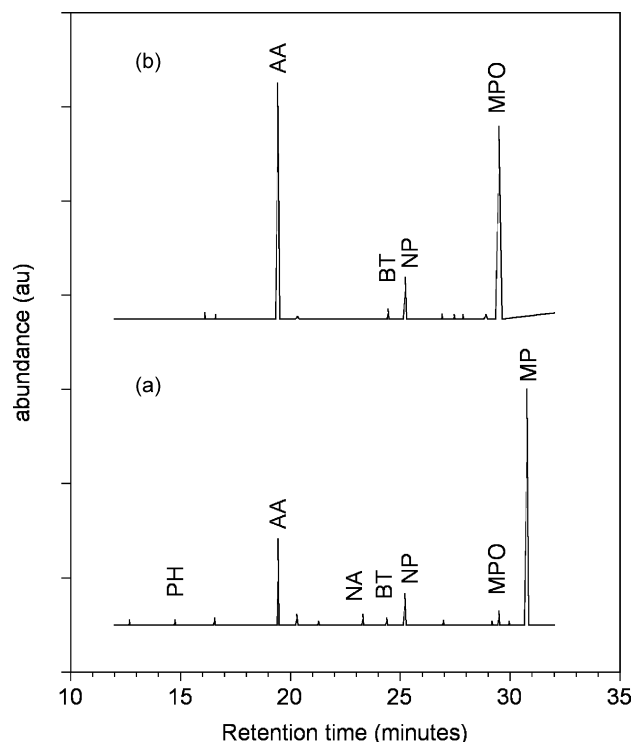 (b)
AA
BT
NP
MPO
(a)
PH
AA
NA
BT
NP
MPO
MP
abundance (au)
10 15 20 25 30 35
Retention time (minutes)